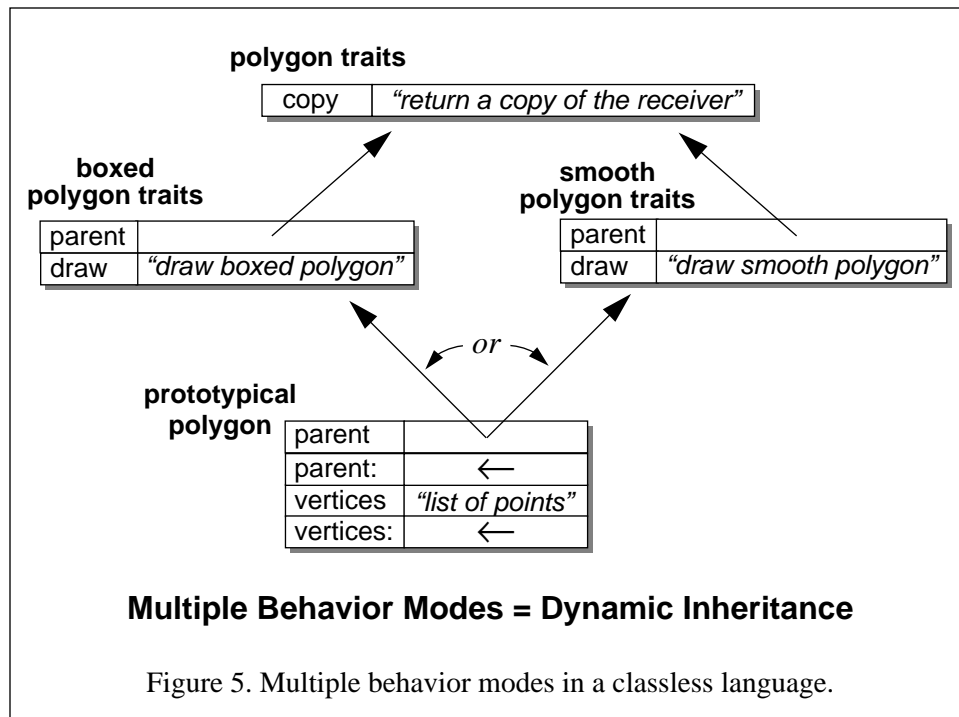 polygon traits
copy “return a copy of the receiver”
boxed
polygon traits
parent
draw “draw boxed polygon”
smooth
polygon traits
parent
draw “draw smooth polygon”
or
prototypical
polygon
parent
parent: ←
vertices “list of points”
vertices: ←
Multiple Behavior Modes = Dynamic Inheritance
Figure 5. Multiple behavior modes in a classless language.